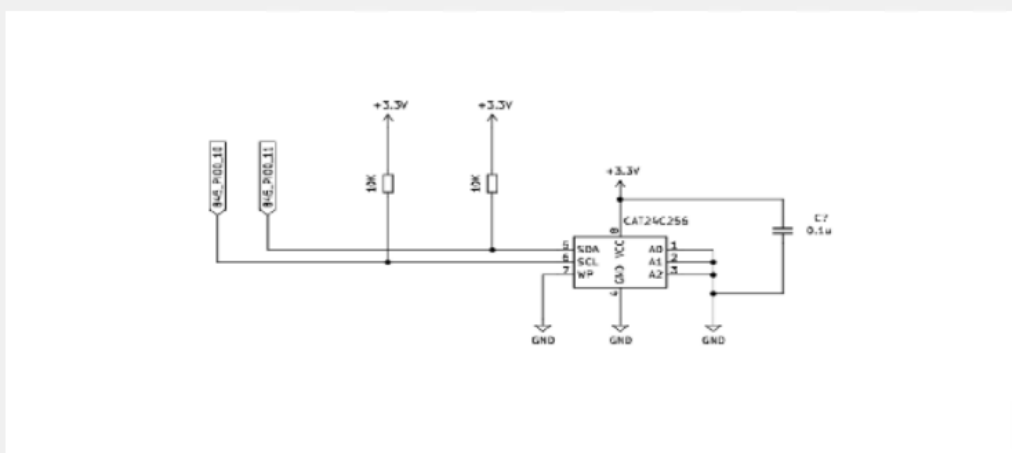 +3.3V
+3.3V
10K
10K
+3.3V
CAT24C256
C?
0.1u
8
VCC
5
SDA
6
SCL
7
WP
A0
1
A1
2
A2
3
GND
4
GND
GND
GND